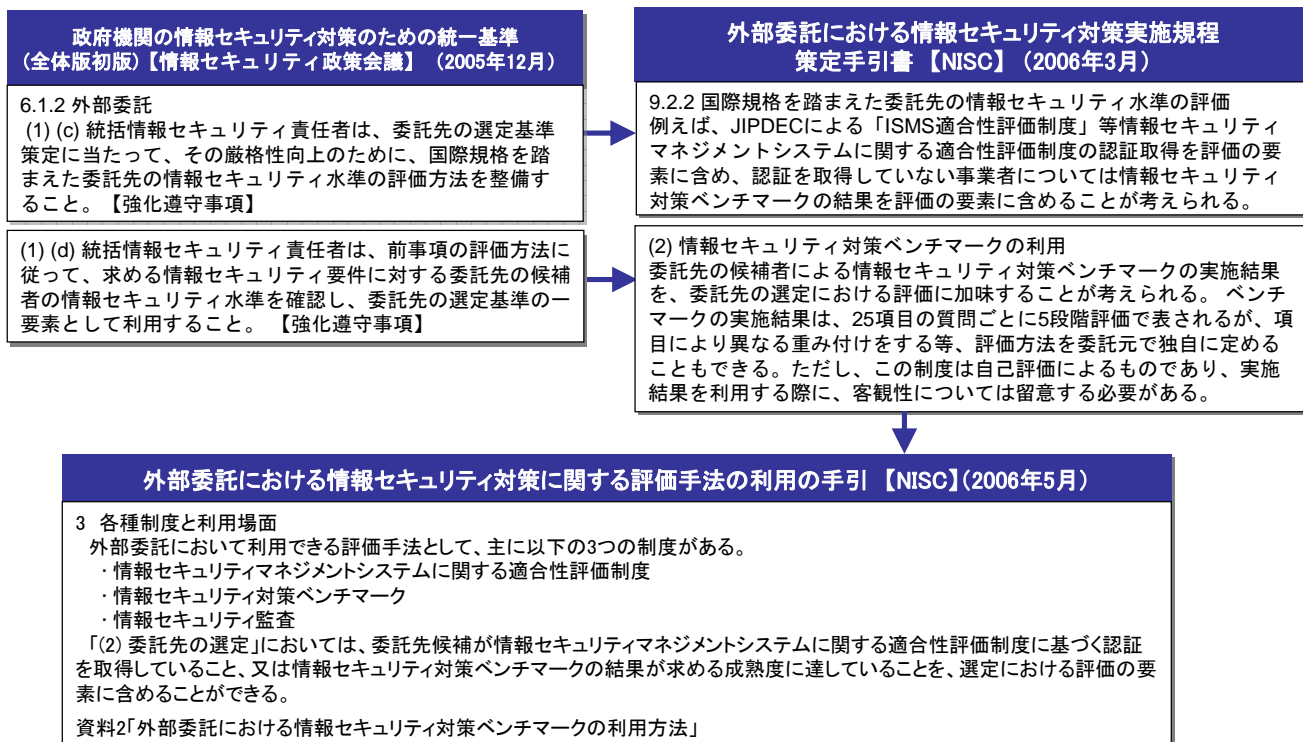 政府機関の情報セキュリティ対策のための統一基準
(全体版初版)【情報セキュリティ政策会議】 (2005年12月)
6.1.2 外部委託
(1) (c) 統括情報セキュリティ責任者は、委託先の選定基準
策定に当たって、その厳格性向上のために、国際規格を踏
まえた委託先の情報セキュリティ水準の評価方法を整備す
ること。【強化遵守事項】
(1) (d) 統括情報セキュリティ責任者は、前事項の評価方法に
従って、求める情報セキュリティ要件に対する委託先の候補
者の情報セキュリティ水準を確認し、委託先の選定基準の一
要素として利用すること。 【強化遵守事項】
外部委託における情報セキュリティ対策実施規程
策定手引書 【NISC】 (2006年3月)
9.2.2 国際規格を踏まえた委託先の情報セキュリティ水準の評価
例えば、JIPDECによる「ISMS適合性評価制度」等情報セキュリティ
マネジメントシステムに関する適合性評価制度の認証取得を評価の要
素に含め、認証を取得していない事業者については情報セキュリティ
対策ベンチマークの結果を評価の要素に含めることが考えられる。
(2) 情報セキュリティ対策ベンチマークの利用
委託先の候補者による情報セキュリティ対策ベンチマークの実施結果
を、委託先の選定における評価に加味することが考えられる。 ベンチ
マークの実施結果は、25項目の質問ごとに5段階評価で表されるが、項
目により異なる重み付けをする等、評価方法を委託元で独自に定める
こともできる。ただし、この制度は自己評価によるものであり、実施
結果を利用する際に、客観性については留意する必要がある。
外部委託における情報セキュリティ対策に関する評価手法の利用の手引 【NISC】(2006年5月)
3 各種制度と利用場面
外部委託において利用できる評価手法として、主に以下の3つの制度がある。
・情報セキュリティマネジメントシステムに関する適合性評価制度
・情報セキュリティ対策ベンチマーク
・情報セキュリティ監査
「(2) 委託先の選定」においては、委託先候補が情報セキュリティマネジメントシステムに関する適合性評価制度に基づく認証
を取得していること、又は情報セキュリティ対策ベンチマークの結果が求める成熟度に達していることを、選定における評価の要
素に含めることができる。
資料2「外部委託における情報セキュリティ対策ベンチマークの利用方法」